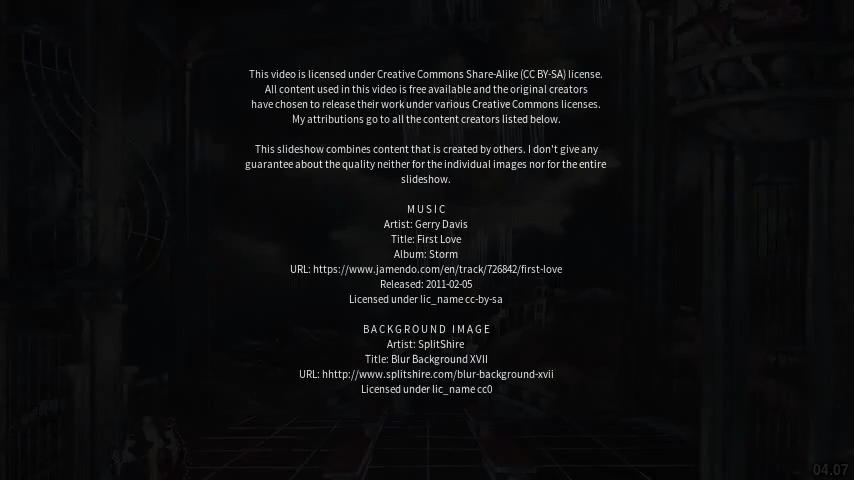 This video is licensed under Creative Commons Share-Alike (CC BY-SA) license.
All content used in this video is free available and the original creators
have chosen to release their work under various Creative Commons licenses.
My attributions go to all the content creators listed below.
This slideshow combines content that is created by others. I don't give any
guarantee about the quality neither for the individual images nor for the entire
slideshow.
MUSIC
Artist: Gerry Davis
Title: First Love
Album: Storm
URL: https://www.jamendo.com/en/track/726842/first-love
Released: 2011-02-05
Licensed under lic_name cc-by-sa
BACKGROUND IMAGE
Artist: SplitShire
Title: Blur Background XVII
URL: hhttp://www.splitshire.com/blur-background-xvii
Licensed under lic_name cc0
04.07